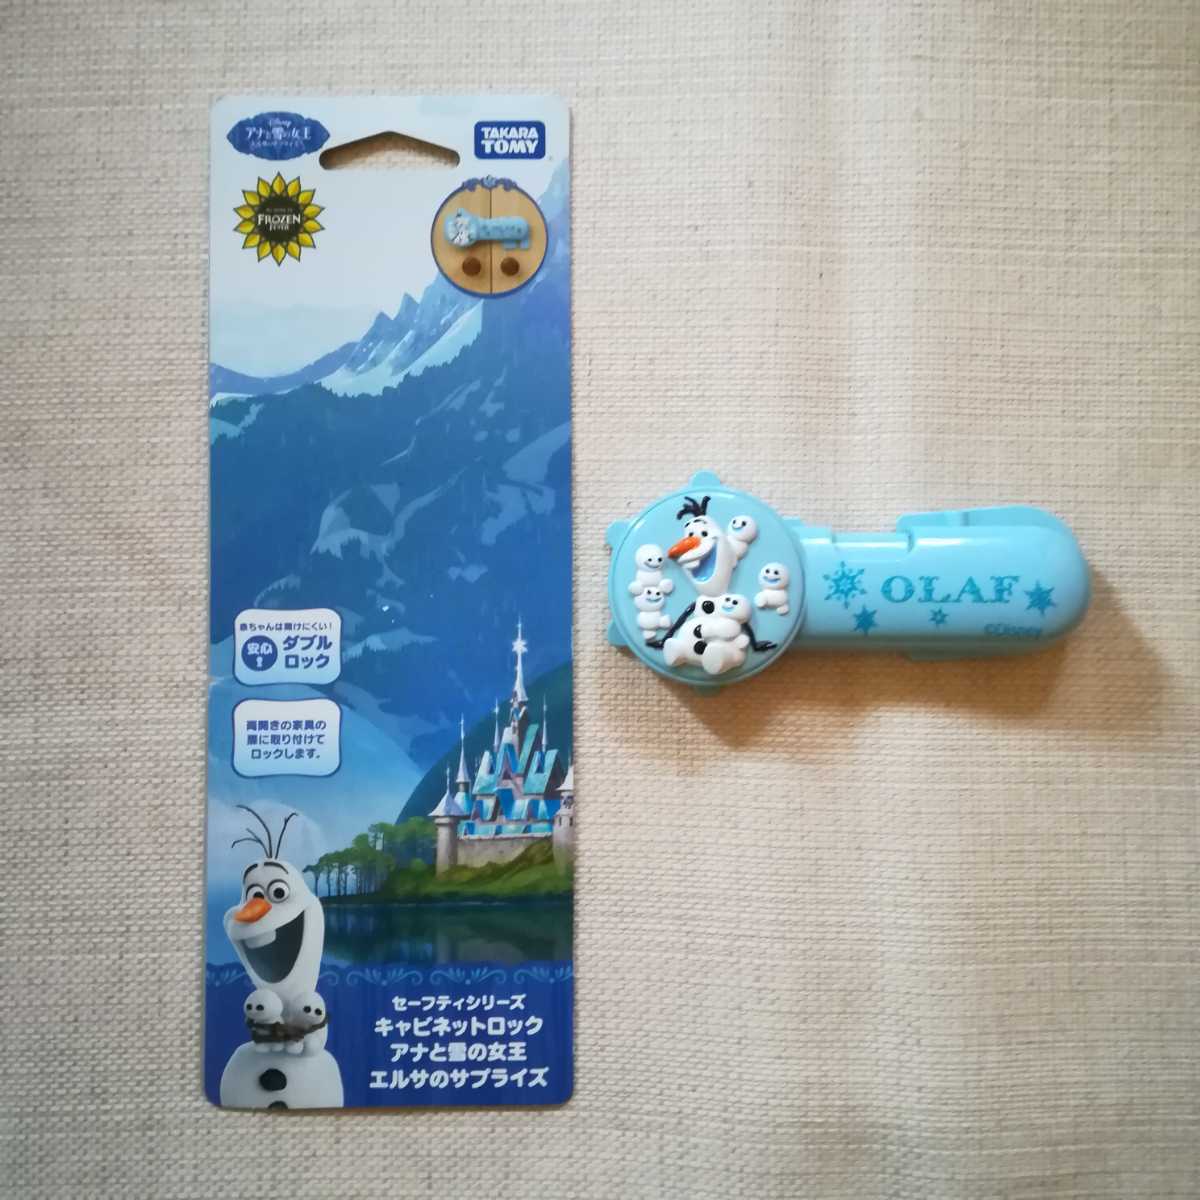 Disney
アナと雪の女王
エルサのサプライズ
TAKARA
TOMY
FROZEN
FEVER
赤ちゃんは開けにくい!
安心
ダブル
ロック
両開きの家具の
扉に取り付けて
ロックします。
セーフティシリーズ
キャビネットロック
アナと雪の女王
エルサのサプライズ
OLAF
©Disney